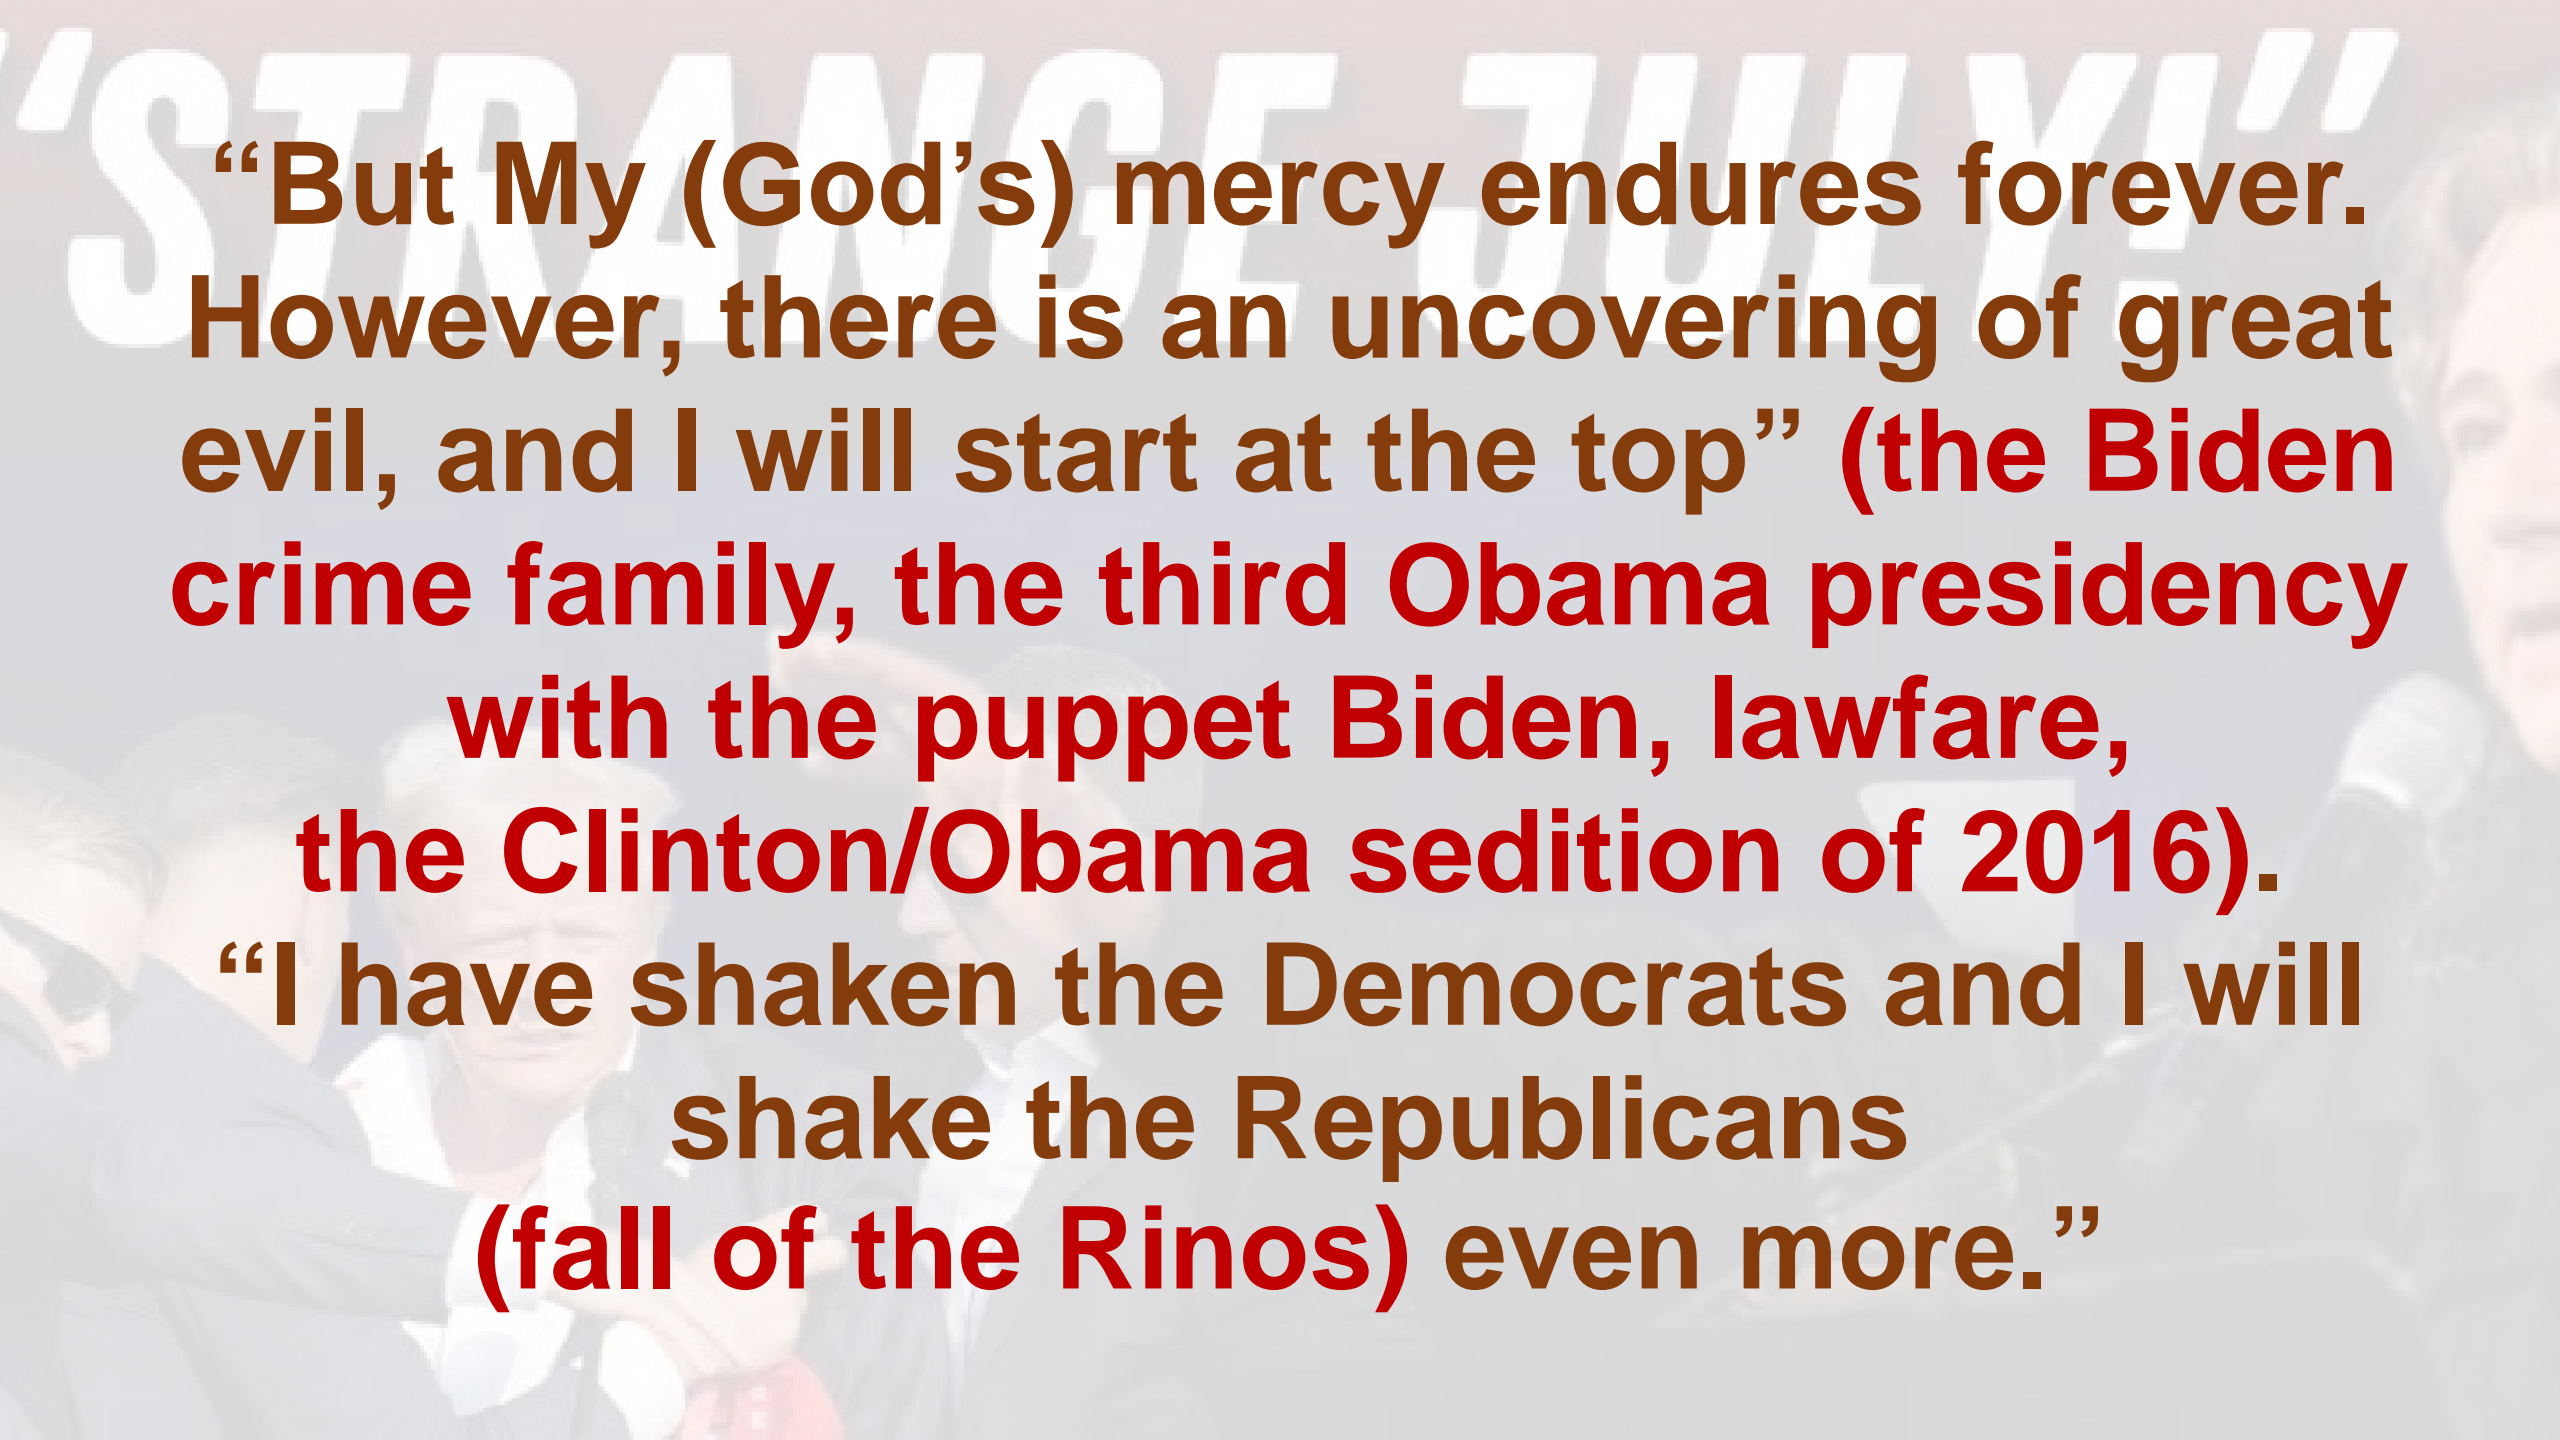 “STRANGE JULY!”
“But My (God’s) mercy endures forever.
However, there is an uncovering of great
evil, and I will start at the top” (the Biden
crime family, the third Obama presidency
with the puppet Biden, lawfare,
the Clinton/Obama sedition of 2016).
“I have shaken the Democrats and I will
shake the Republicans
(fall of the Rinos) even more.”